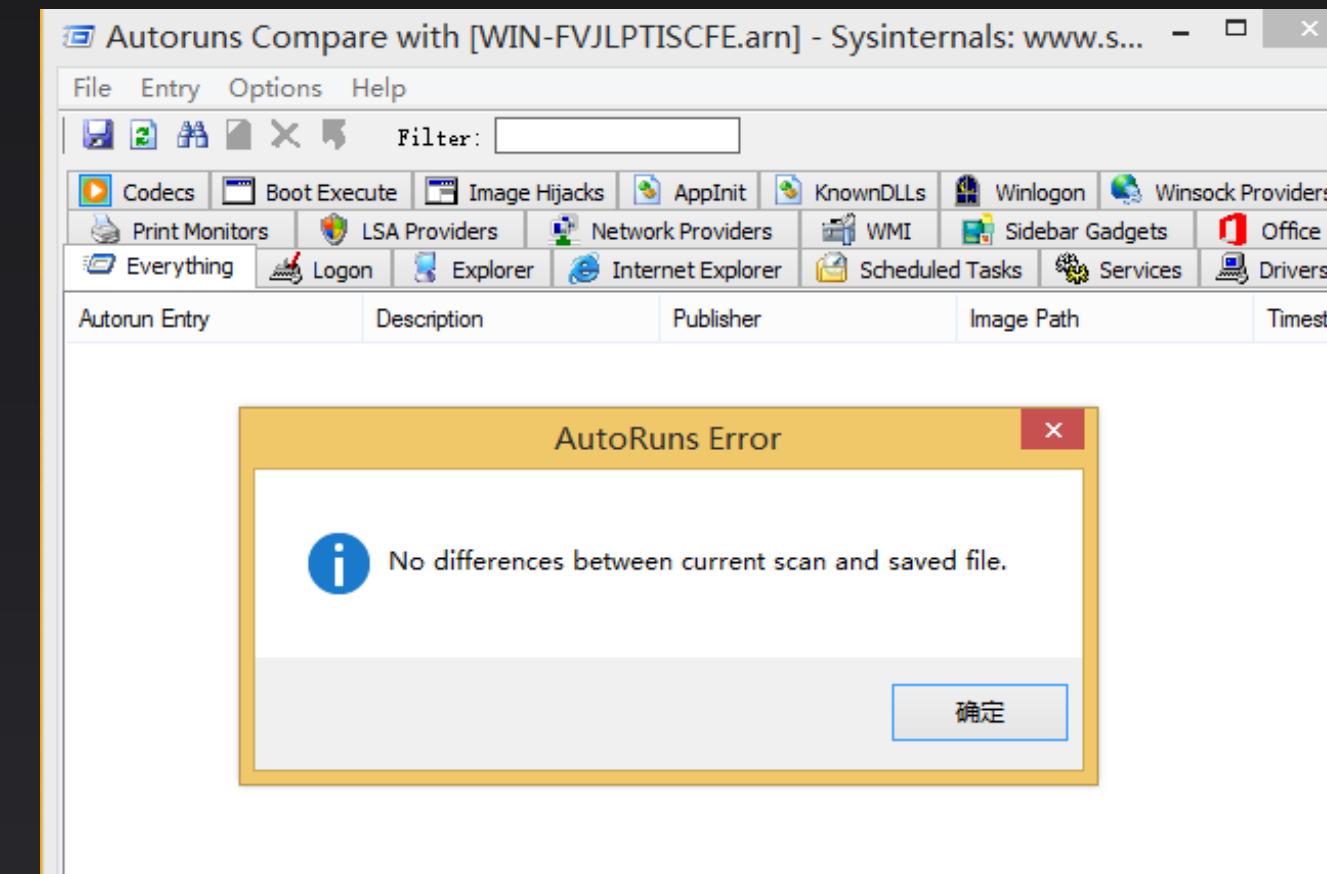 Autoruns Compare with [WIN-FVJLPTISCFE.arn] - Sysinternals: www.s...
File Entry Options Help
Filter:
Codecs Boot Execute Image Hijacks AppInit KnownDLLs Winlogon Winsock Providers
Print Monitors LSA Providers Network Providers WMI Sidebar Gadgets Office
Everything Logon Explorer Internet Explorer Scheduled Tasks Services Drivers
Autorun Entry Description Publisher Image Path Timest
AutoRuns Error
No differences between current scan and saved file.
确定